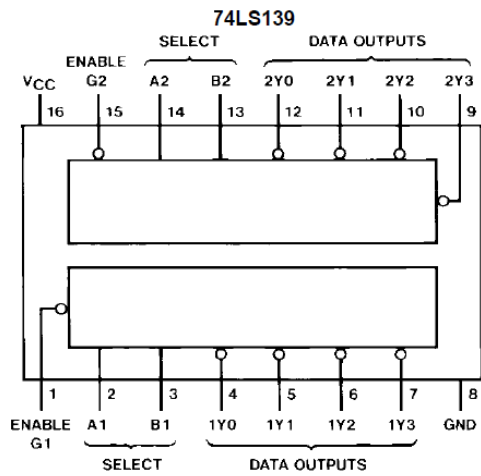 74LS139
SELECT DATA OUTPUTS
ENABLE
VCC G2 A2 B2 2Y0 2Y1 2Y2 2Y3
16 15 14 13 12 11 10 9
1 2 3 4 5 6 7 8
ENABLE A1 B1 1Y0 1Y1 1Y2 1Y3 GND
G1
SELECT DATA OUTPUTS